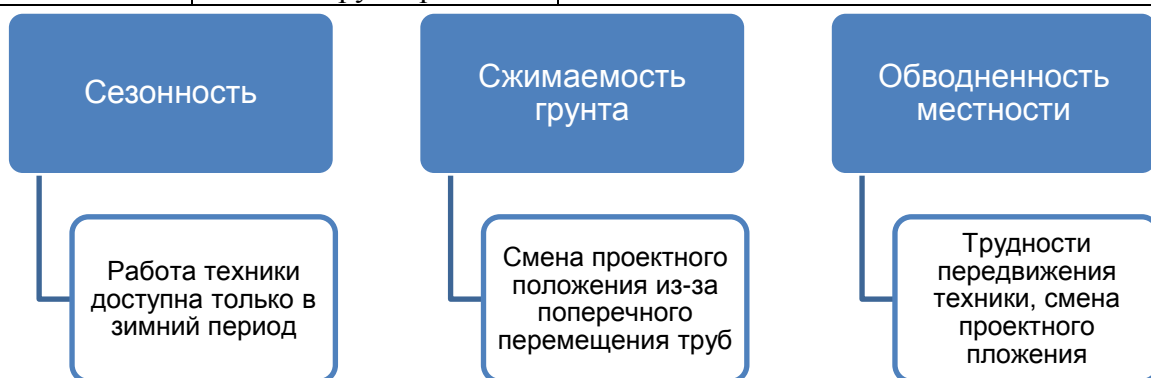 Сезонность
Сжимаемость
грунта
Обводненность
местности
Работа техники
доступна только в
зимний период
Смена проектного
положения из-за
поперечного
перемещения труб
Трудности
передвижения
техники, смена
проектного
пложения